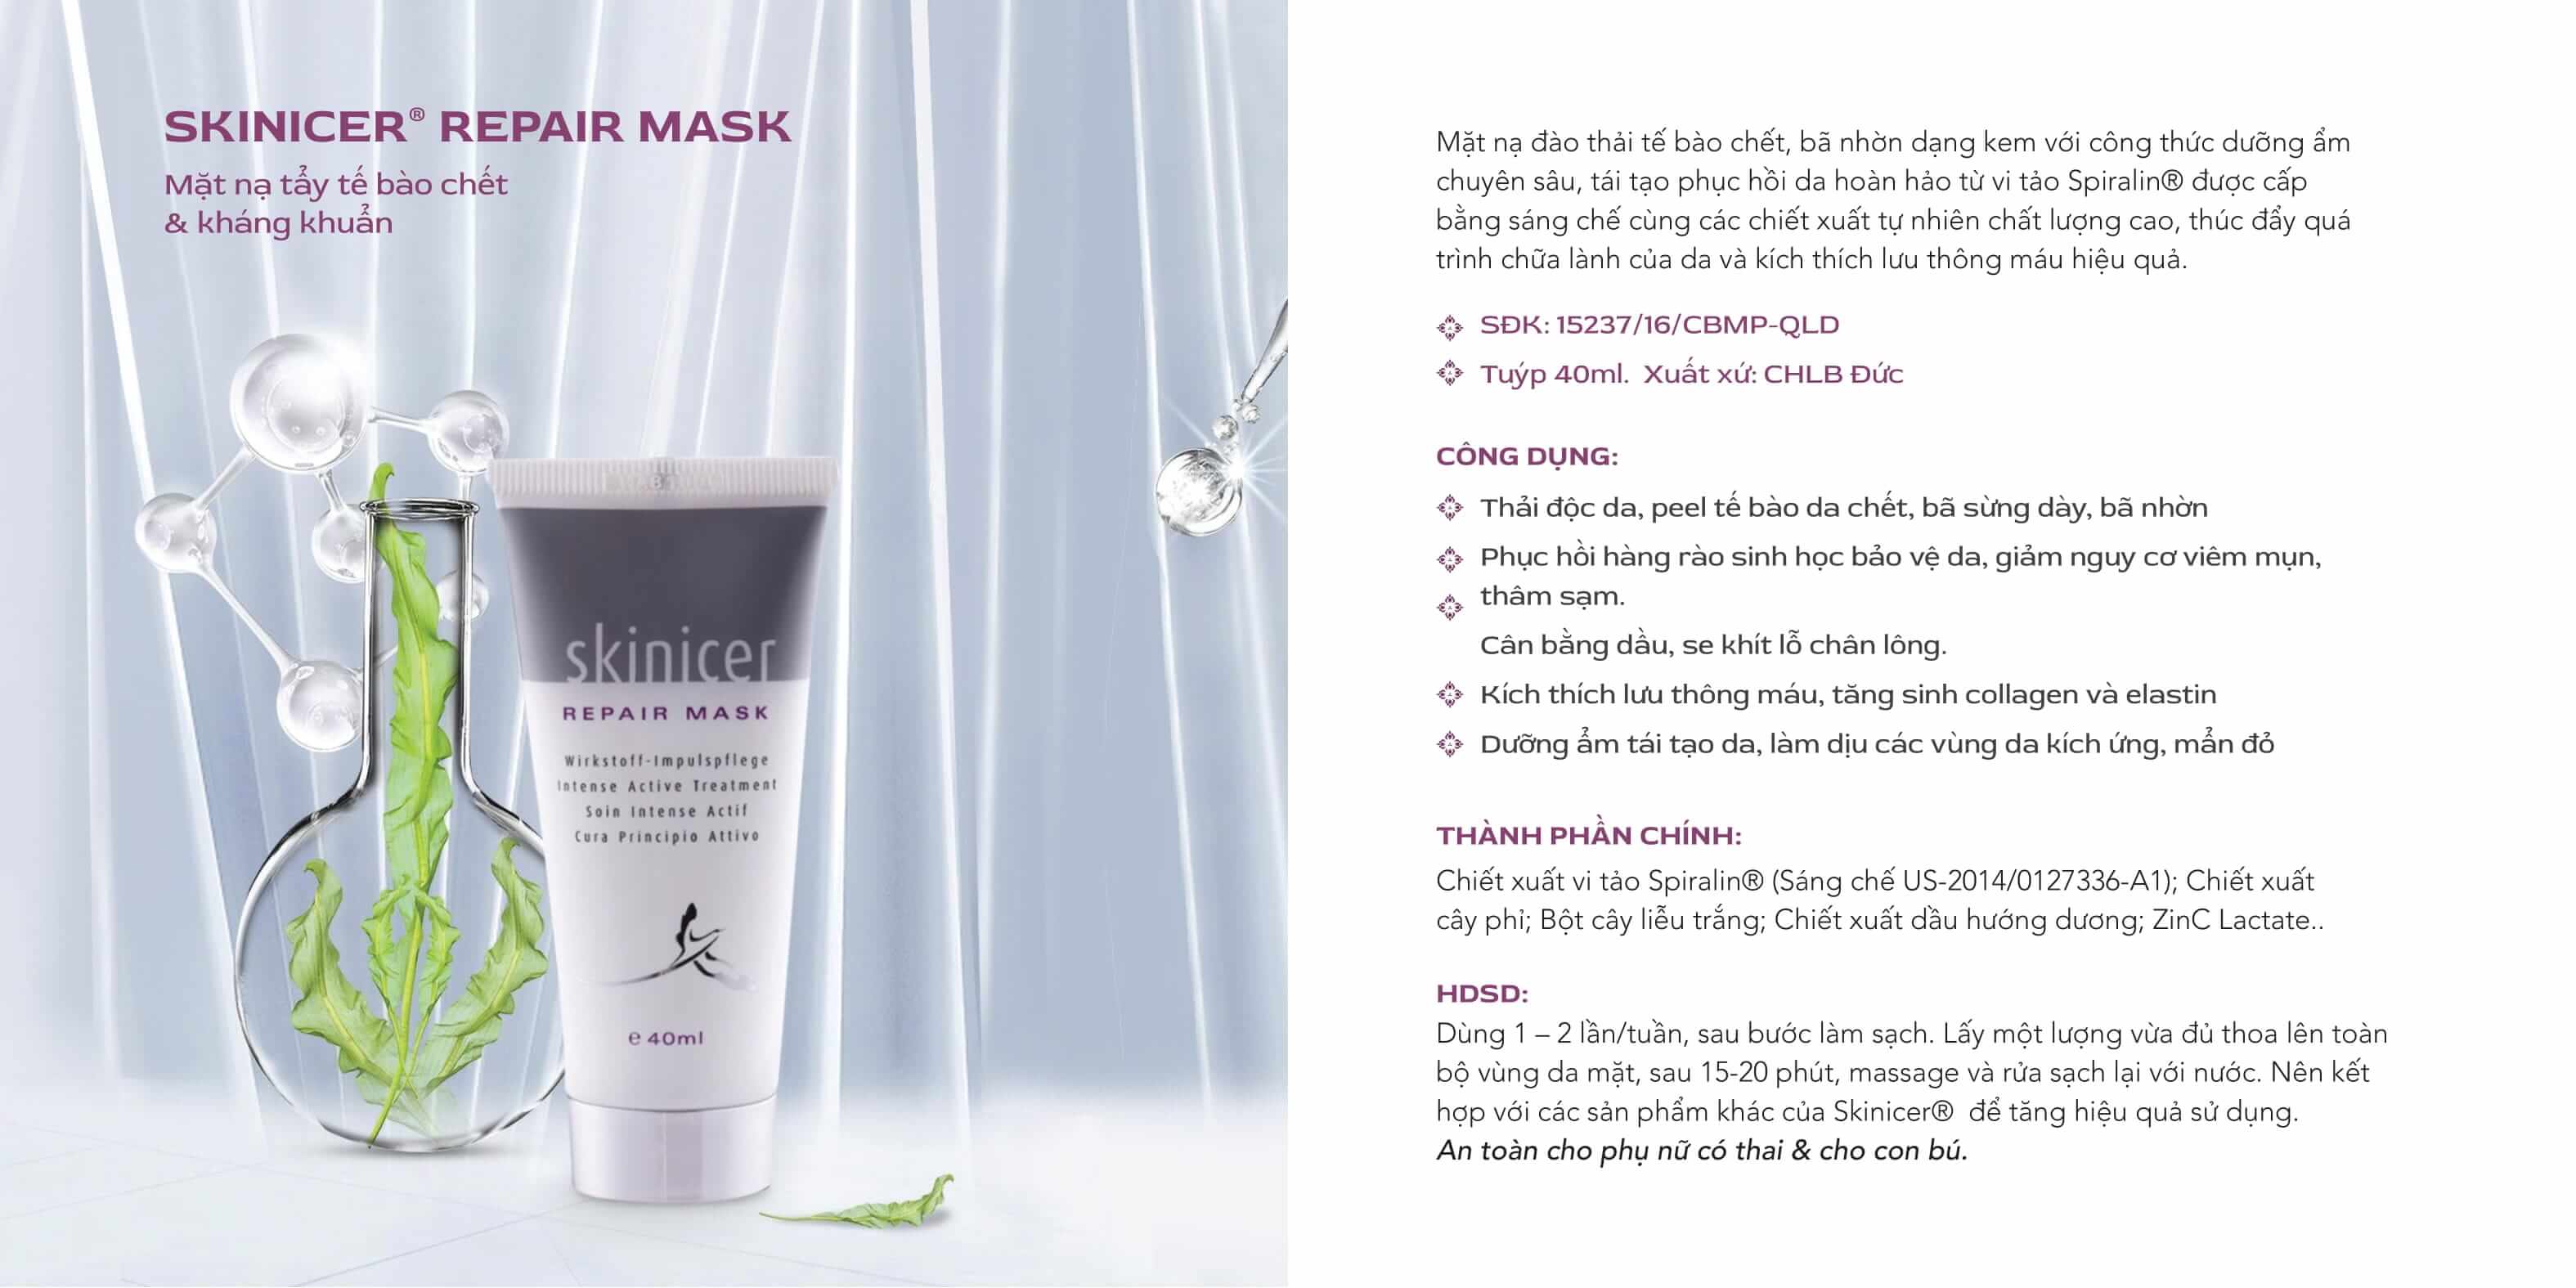 SKINICER® REPAIR MASK
Mặt nạ tẩy tế bào chết
& kháng khuẩn
skinicer
REPAIR MASK
Wirkstoff-Impulspflege
Intense Active Treatment
Soin Intense Actif
Cura Principio Attivo
e 40ml
Mặt nạ đào thải tế bào chết, bã nhờn dạng kem với công thức dưỡng ẩm
chuyên sâu, tái tạo phục hồi da hoàn hảo từ vi tảo Spiralin® được cấp
bằng sáng chế cùng các chiết xuất tự nhiên chất lượng cao, thúc đẩy quá
trình chữa lành của da và kích thích lưu thông máu hiệu quả.
SĐK: 15237/16/CBMP-QLD
Tuýp 40ml. Xuất xứ: CHLB Đức
CÔNG DỤNG:
Thải độc da, peel tế bào da chết, bã sừng dày, bã nhờn
Phục hồi hàng rào sinh học bảo vệ da, giảm nguy cơ viêm mụn,
thâm sạm.
Cân bằng dầu, se khít lỗ chân lông.
Kích thích lưu thông máu, tăng sinh collagen và elastin
Dưỡng ẩm tái tạo da, làm dịu các vùng da kích ứng, mẩn đỏ
THÀNH PHẦN CHÍNH:
Chiết xuất vi tảo Spiralin® (Sáng chế US-2014/0127336-A1); Chiết xuất
cây phỉ; Bột cây liễu trắng; Chiết xuất dầu hướng dương; ZinC Lactate..
HDSD:
Dùng 1 – 2 lần/tuần, sau bước làm sạch. Lấy một lượng vừa đủ thoa lên toàn
bộ vùng da mặt, sau 15-20 phút, massage và rửa sạch lại với nước. Nên kết
hợp với các sản phẩm khác của Skinicer® để tăng hiệu quả sử dụng.
An toàn cho phụ nữ có thai & cho con bú.